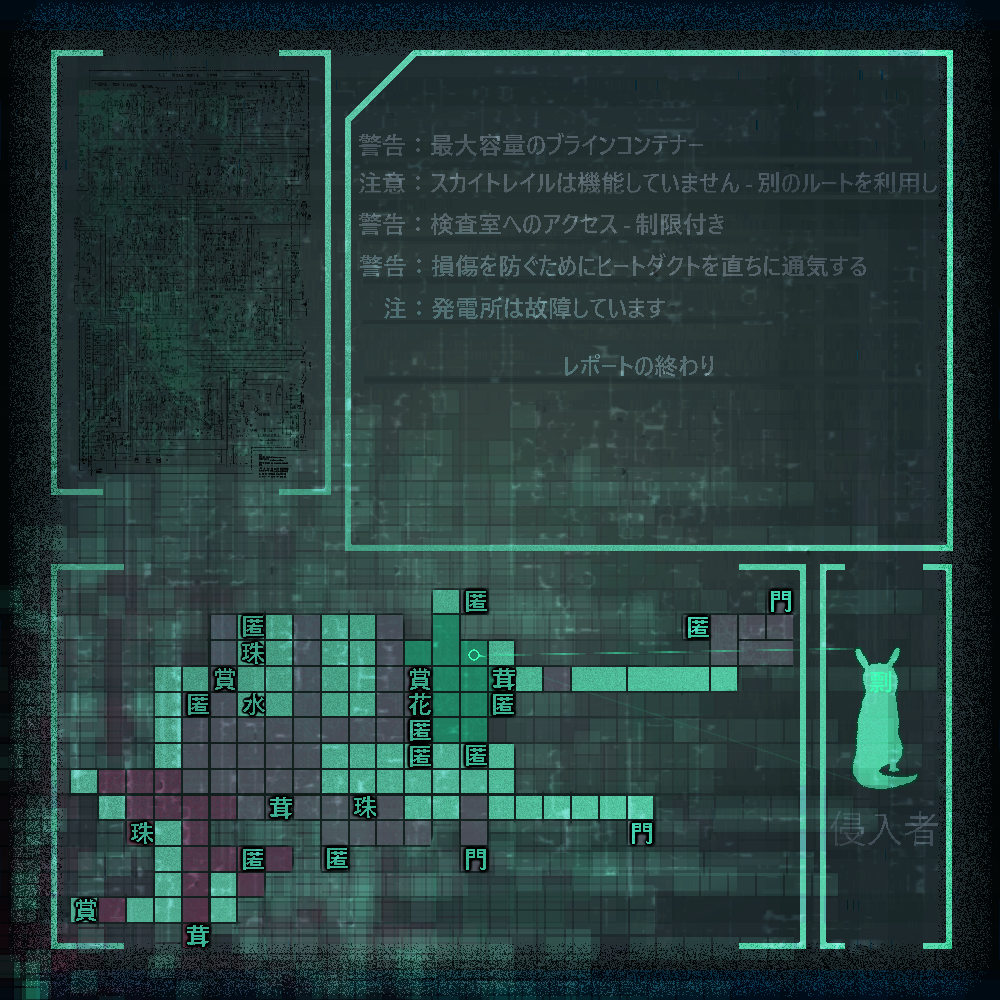 警告：最大容量のブラインコンテナー
注意：スカイトレイルは機能していません - 別のルートを利用し
警告：検査室へのアクセス - 制限付き
警告：損傷を防ぐためにヒートダクトを直ちに通気する
注：発電所は故障しています
レポートの終わり
匿
門
匿
匿
珠
賞
賞
茸
匿
水
花
匿
匿
匿
匿
茸
珠
珠
門
匿
匿
門
賞
茸
侵入者